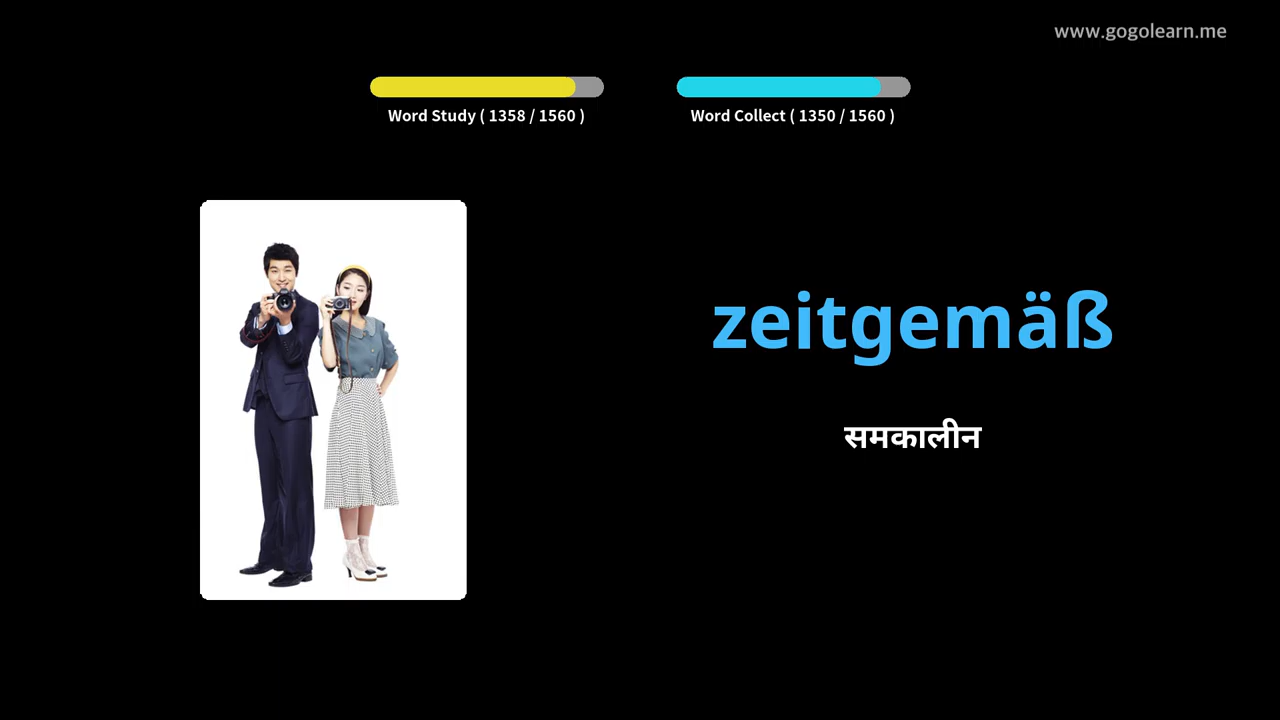 www.gogolearn.me
Word Study ( 1358 / 1560 )
Word Collect ( 1350 / 1560 )
zeitgemäß
समकालीन